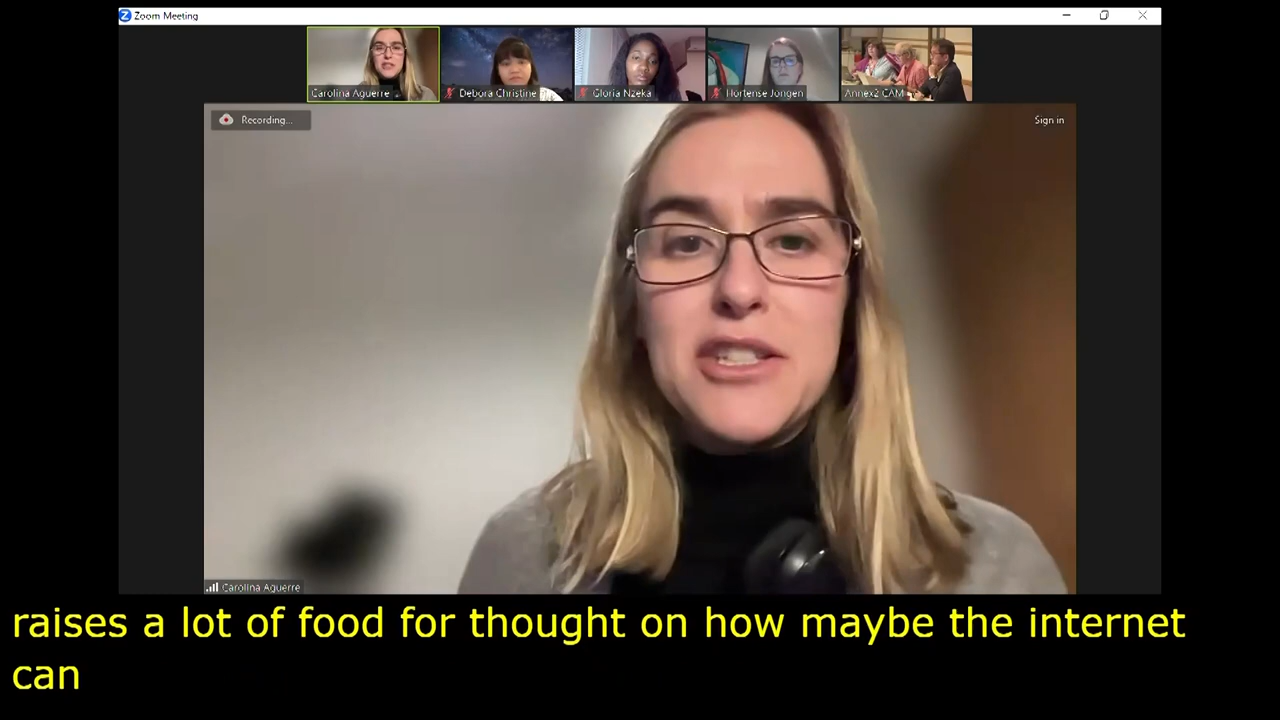 Zoom Meeting
Carolina Aguerre
Debora Christine
Gloria Nzeka
Hortense Jongen
Annex2 CAM
Recording...
Sign in
Carolina Aguerre
raises a lot of food for thought on how maybe the internet
can